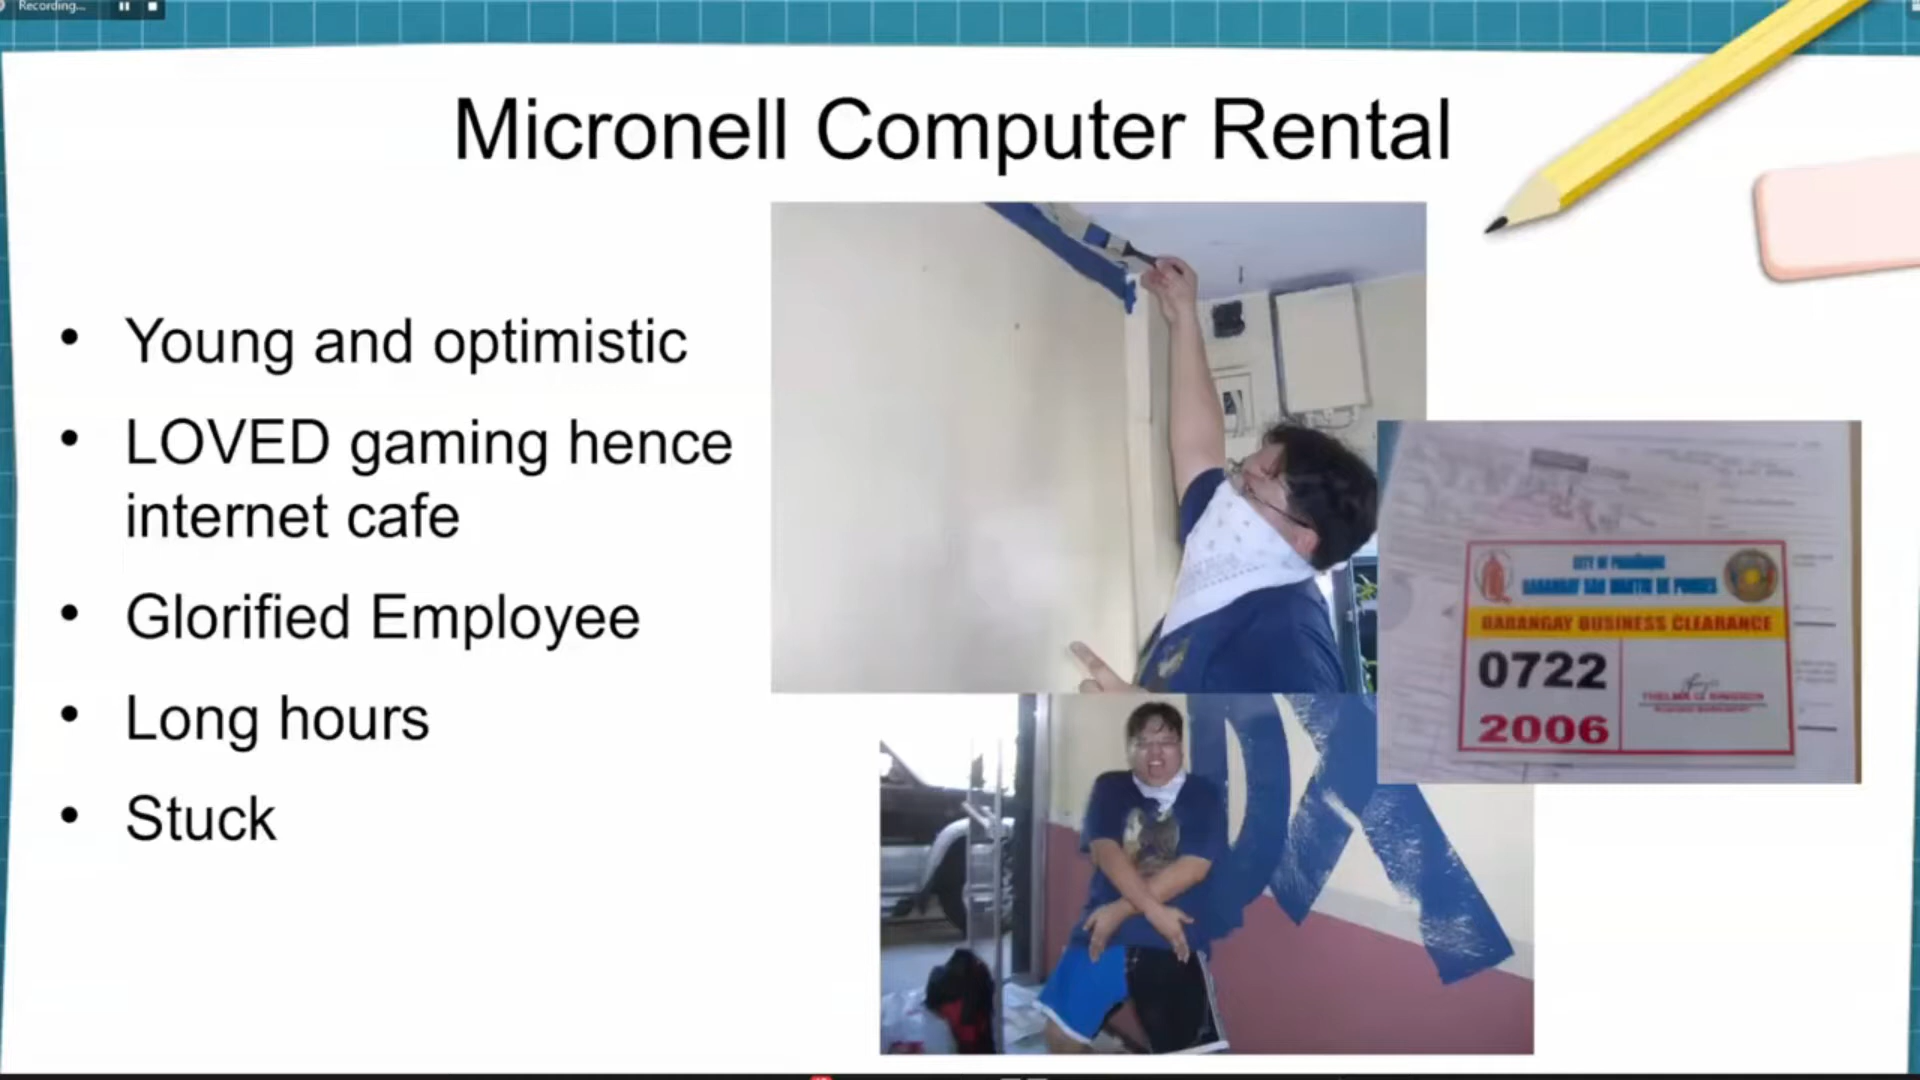 Recording...
Micronell Computer Rental
• Young and optimistic
• LOVED gaming hence
internet cafe
• Glorified Employee
• Long hours
• Stuck
CITY OF PARAÑAQUE
BARANGAY SAN MARTIN DE PORRES
BARANGAY BUSINESS CLEARANCE
0722
2006
DX